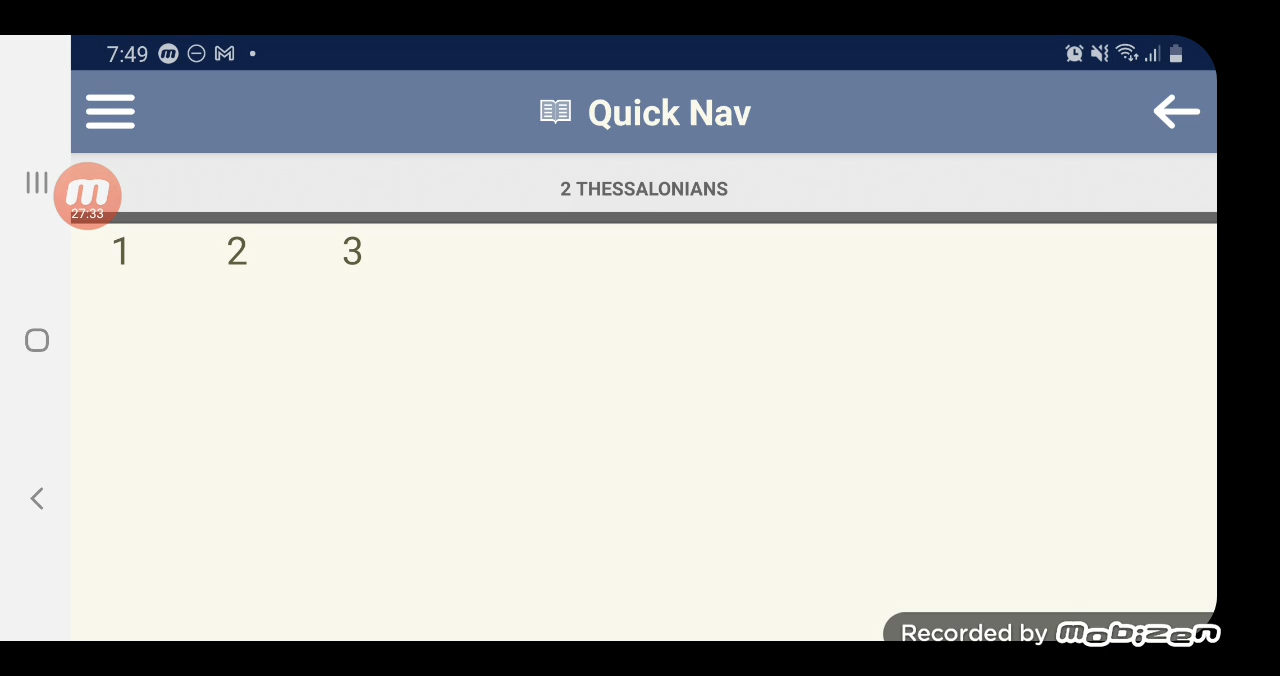 7:49
Quick Nav
27:33
2 THESSALONIANS
1 2 3
Recorded by mobizen